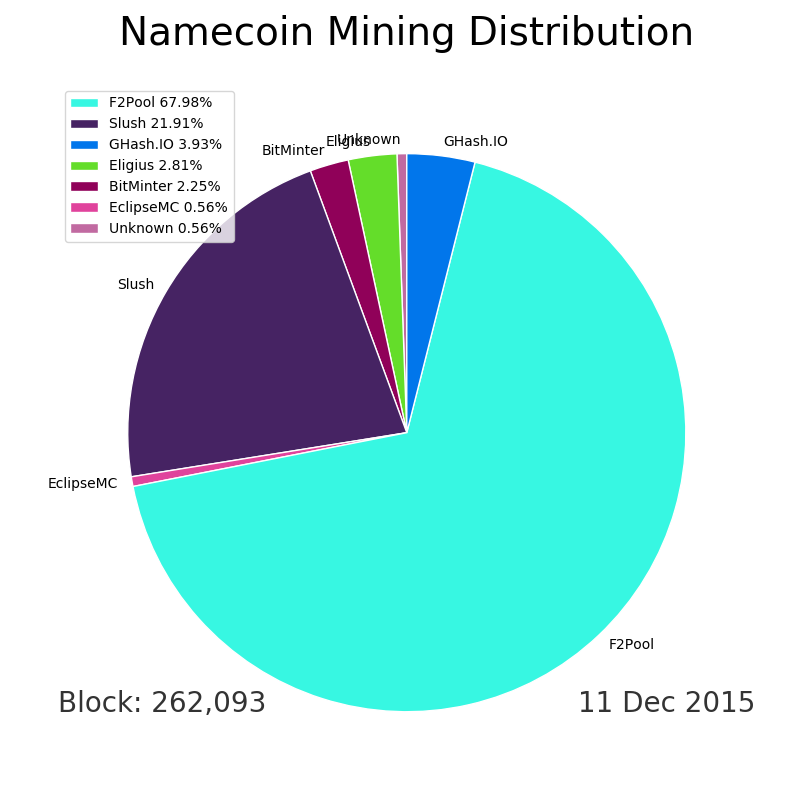 Namecoin Mining Distribution
F2Pool 67.98%
Slush 21.91%
GHash.IO 3.93%
Eligius 2.81%
BitMinter 2.25%
EclipseMC 0.56%
Unknown 0.56%
BitMinter
Eligius
Unknown
GHash.IO
Slush
EclipseMC
F2Pool
Block: 262,093
11 Dec 2015